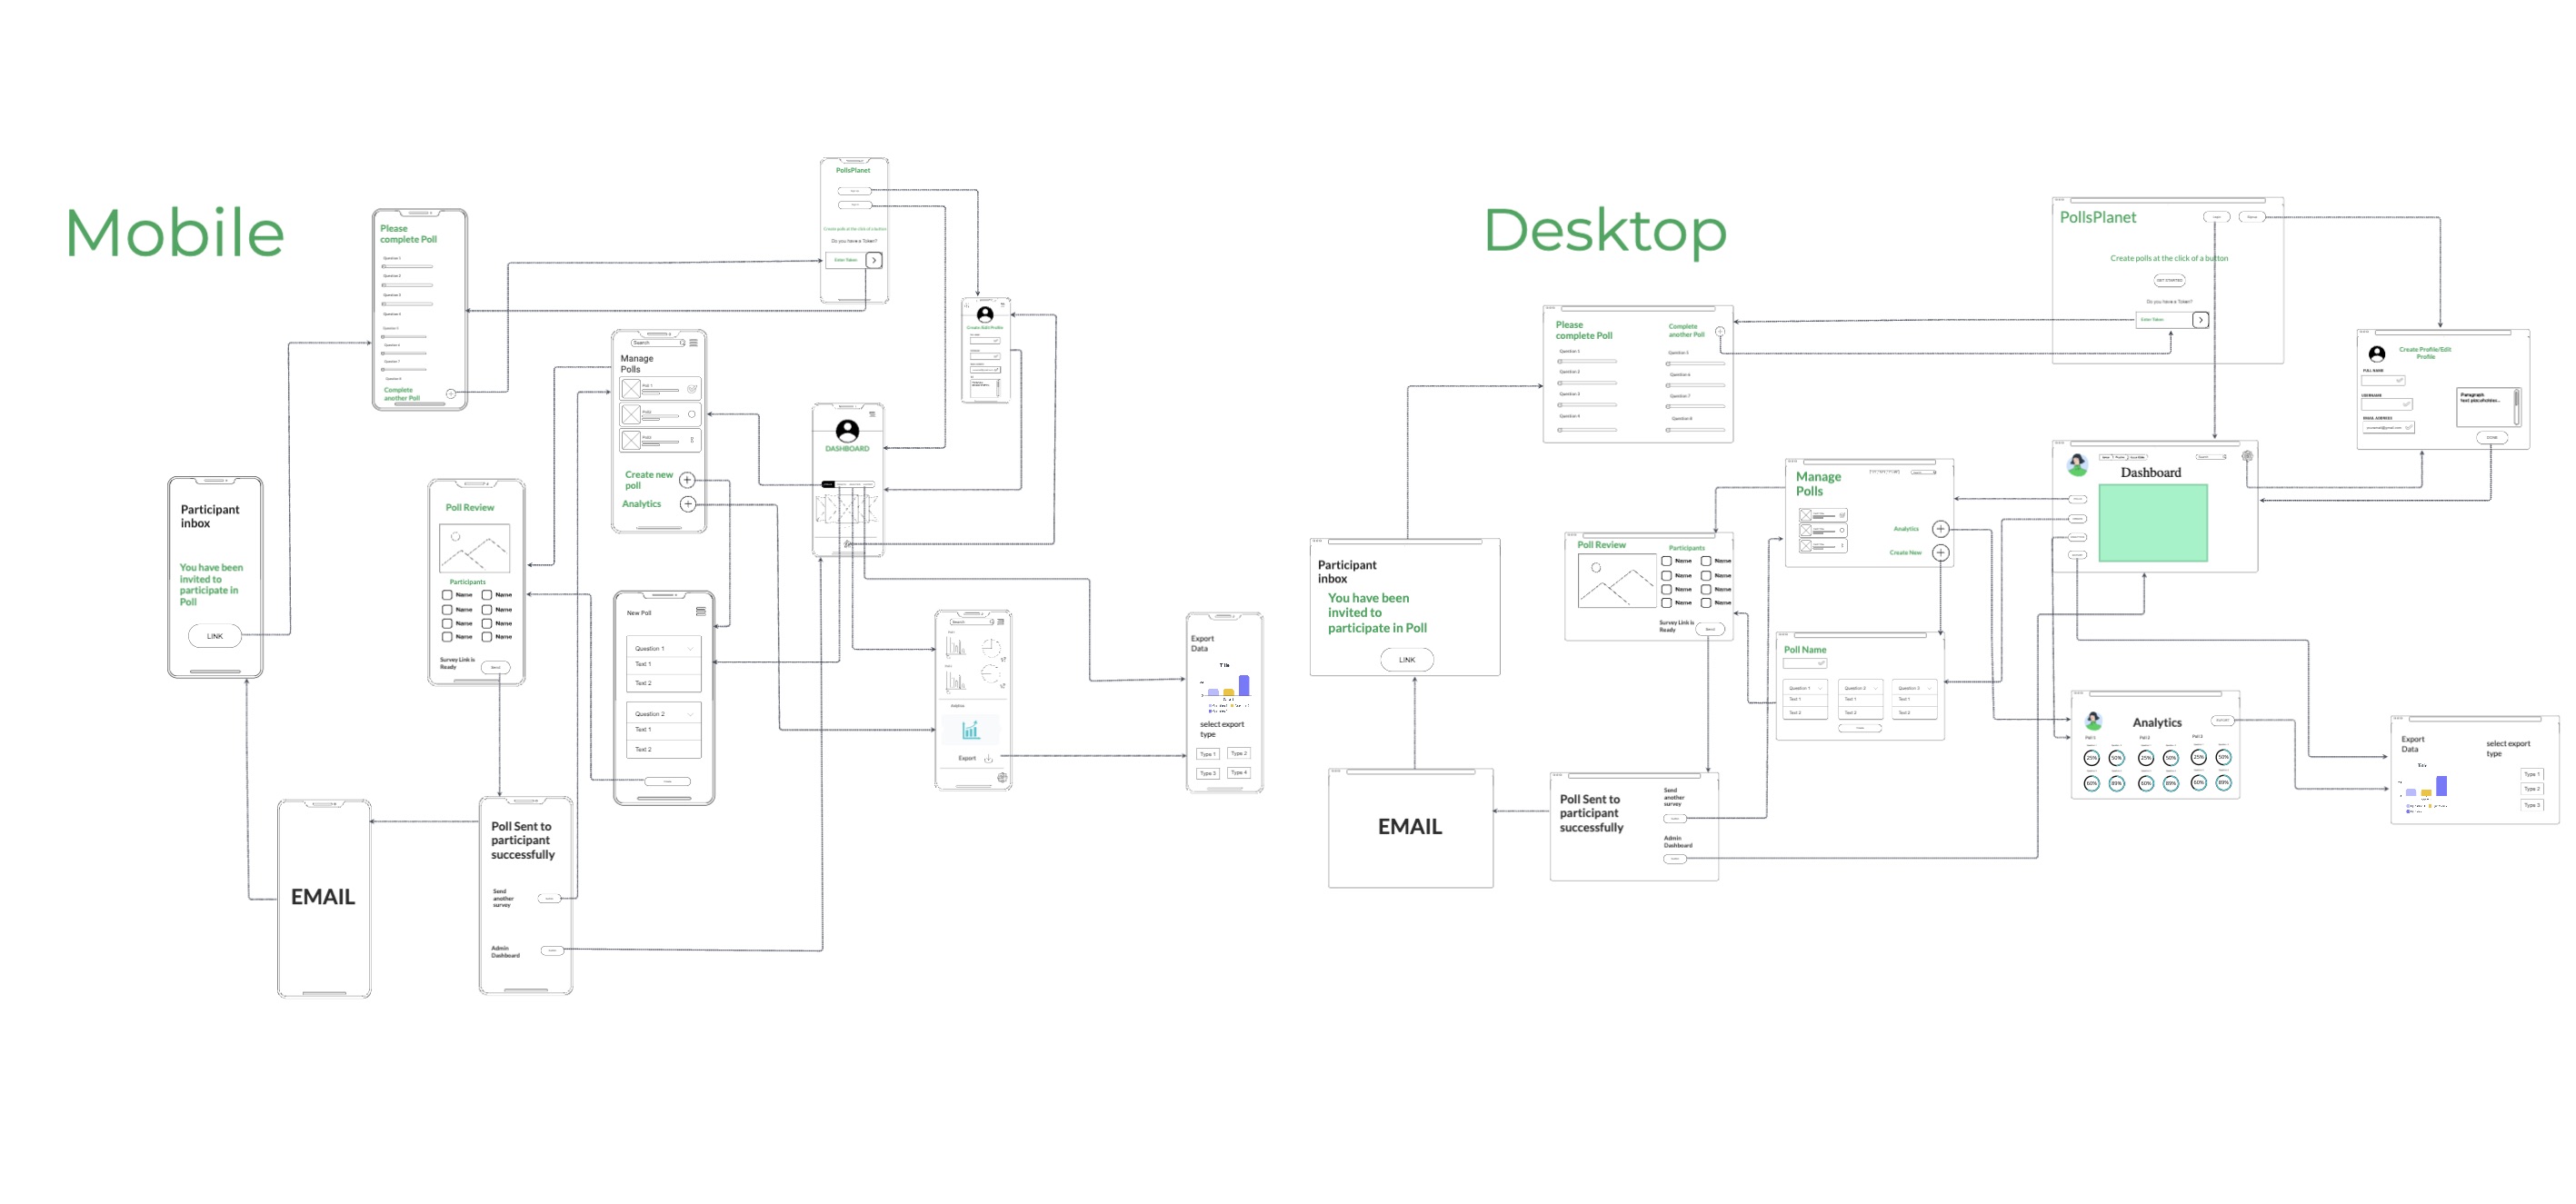 Mobile
Please
complete Poll
Question 1
Question 2
Question 3
Question 4
Question 5
Question 6
Question 7
Question 8
Complete
another Poll
PollsPlanet
Create polls at the click of a button
Do you have a Token?
Enter Token
Create/Edit Profile
Search
Manage
Polls
Poll 1
Poll2
Poll3
Create new
poll
Analytics
DASHBOARD
Participant
inbox
You have been
invited to
participate in
Poll
LINK
Poll Review
Participants
Name Name
Name Name
Name Name
Name Name
Survey Link is
Ready
Send
New Poll
Question 1
Text 1
Text 2
Question 2
Text 1
Text 2
Search
Analytics
Export
Export
Data
Title
select export
type
Type 1 Type 2
Type 3 Type 4
EMAIL
Poll Sent to
participant
successfully
Send
another
survey
Admin
Dashboard
Desktop
PollsPlanet
Create polls at the click of a button
GET STARTED
Do you have a Token?
Enter Token
Please
complete Poll
Question 1
Question 2
Question 3
Question 4
Complete
another Poll
Question 5
Question 6
Question 7
Question 8
Create Profile/Edit
Profile
FULL NAME
USERNAME
EMAIL ADDRESS
Paragraph
text placeholder...
DONE
Dashboard
Manage
Polls
Analytics
Create New
Poll Review
Participants
Name Name
Name Name
Name Name
Name Name
Survey Link is
Ready
Send
Participant
inbox
You have been
invited to
participate in Poll
LINK
Poll Name
Question 1 Question 2 Question 3
Text 1 Text 1 Text 1
Text 2 Text 2 Text 2
Analytics
Poll 1 Poll 2 Poll 3
25% 50% 25% 50% 25% 50%
60% 89% 60% 89% 60% 89%
Export
Data
Title
select export
type
Type 1
Type 2
Type 3
EMAIL
Poll Sent to
participant
successfully
Send
another
survey
Admin
Dashboard